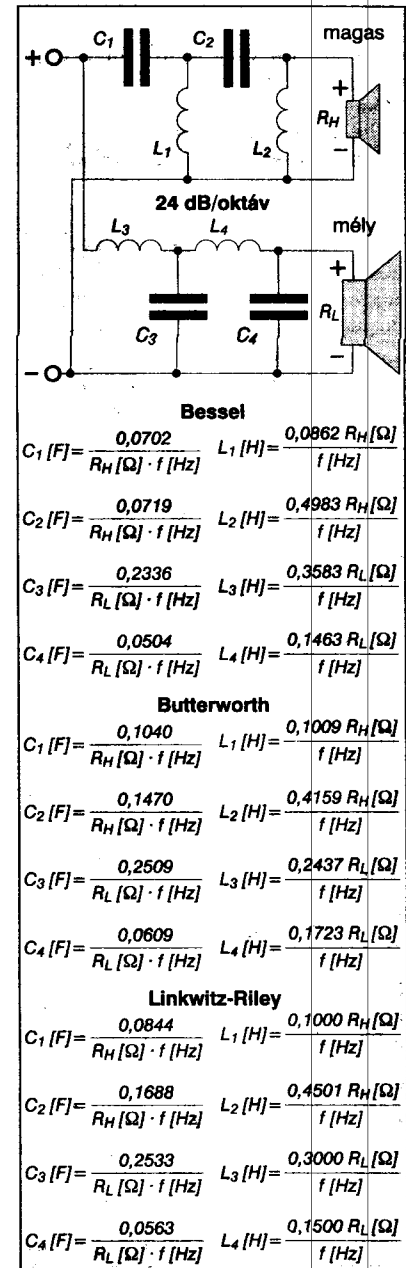 C1 C2 magas
+ + RH
L1 L2 −
24 dB/oktáv
L3 L4 mély
+ RL
C3 C4 −
−
Bessel
C1 [F]= 0,0702 / RH [Ω] · f [Hz] L1 [H]= 0,0862 RH [Ω] / f [Hz]
C2 [F]= 0,0719 / RH [Ω] · f [Hz] L2 [H]= 0,4983 RH [Ω] / f [Hz]
C3 [F]= 0,2336 / RL [Ω] · f [Hz] L3 [H]= 0,3583 RL [Ω] / f [Hz]
C4 [F]= 0,0504 / RL [Ω] · f [Hz] L4 [H]= 0,1463 RL [Ω] / f [Hz]
Butterworth
C1 [F]= 0,1040 / RH [Ω] · f [Hz] L1 [H]= 0,1009 RH [Ω] / f [Hz]
C2 [F]= 0,1470 / RH [Ω] · f [Hz] L2 [H]= 0,4159 RH [Ω] / f [Hz]
C3 [F]= 0,2509 / RL [Ω] · f [Hz] L3 [H]= 0,2437 RL [Ω] / f [Hz]
C4 [F]= 0,0609 / RL [Ω] · f [Hz] L4 [H]= 0,1723 RL [Ω] / f [Hz]
Linkwitz-Riley
C1 [F]= 0,0844 / RH [Ω] · f [Hz] L1 [H]= 0,1000 RH [Ω] / f [Hz]
C2 [F]= 0,1688 / RH [Ω] · f [Hz] L2 [H]= 0,4501 RH [Ω] / f [Hz]
C3 [F]= 0,2533 / RL [Ω] · f [Hz] L3 [H]= 0,3000 RL [Ω] / f [Hz]
C4 [F]= 0,0563 / RL [Ω] · f [Hz] L4 [H]= 0,1500 RL [Ω] / f [Hz]